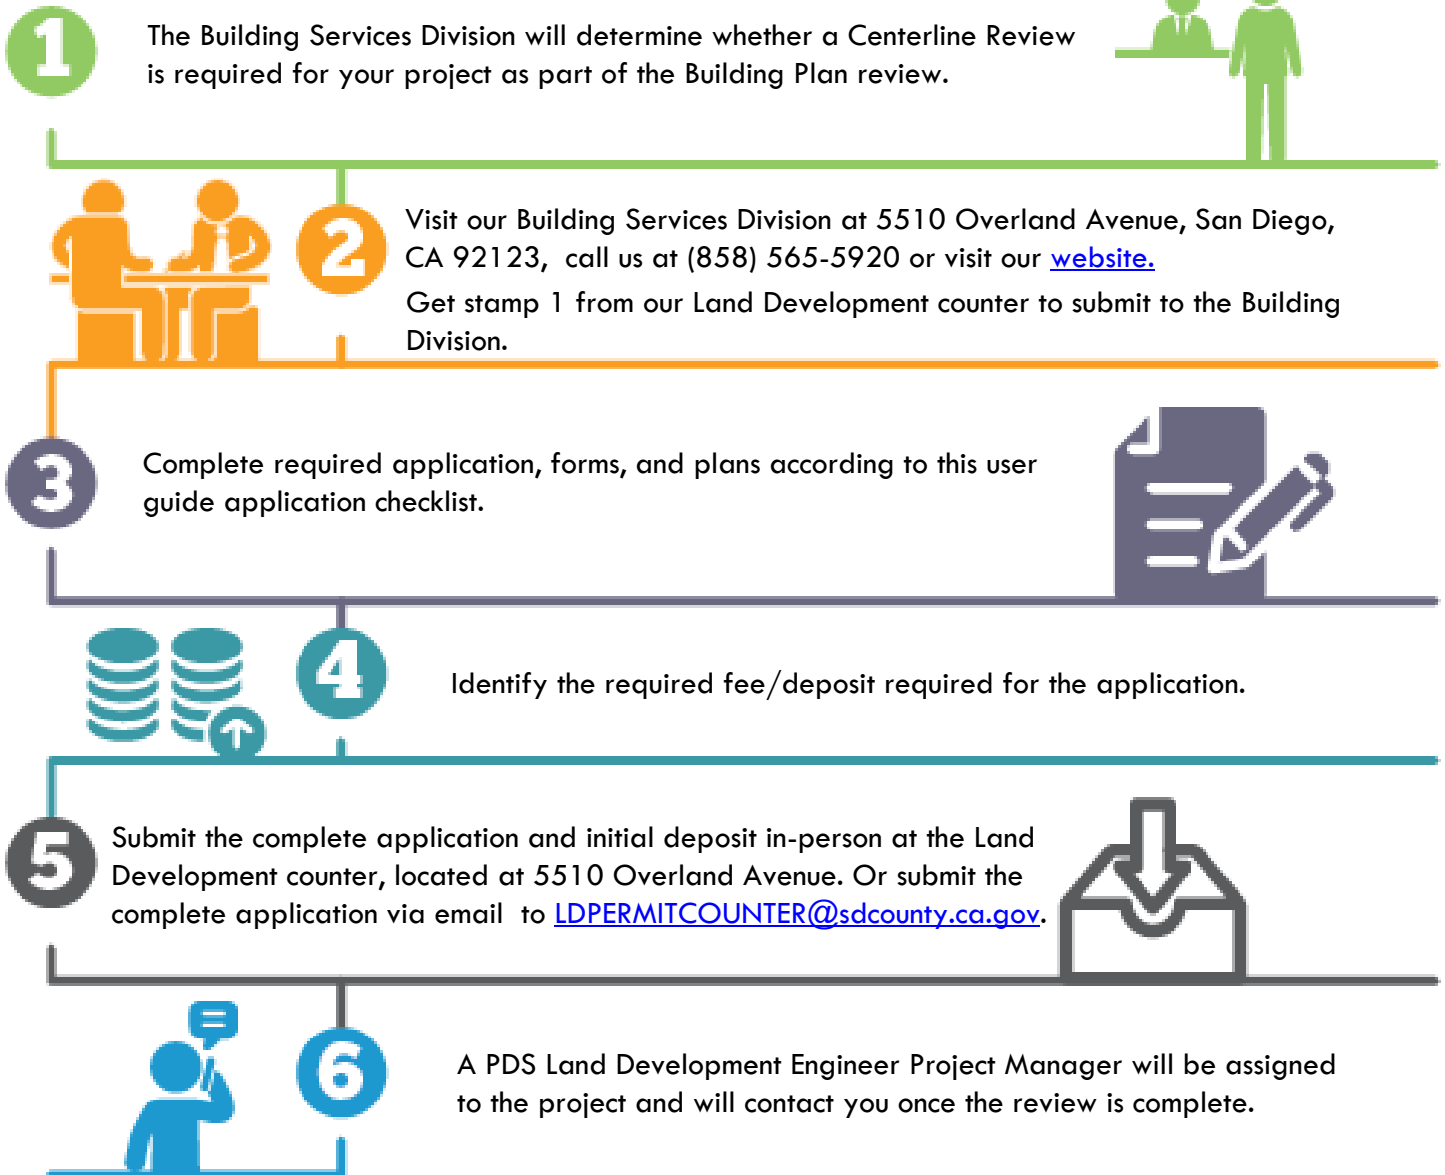 1
The Building Services Division will determine whether a Centerline Review
is required for your project as part of the Building Plan review.
2
Visit our Building Services Division at 5510 Overland Avenue, San Diego,
CA 92123,  call us at (858) 565-5920 or visit our website.
Get stamp 1 from our Land Development counter to submit to the Building
Division.
3
Complete required application, forms, and plans according to this user
guide application checklist.
4
Identify the required fee/deposit required for the application.
5
Submit the complete application and initial deposit in-person at the Land
Development counter, located at 5510 Overland Avenue. Or submit the
complete application via email  to LDPERMITCOUNTER@sdcounty.ca.gov.
6
A PDS Land Development Engineer Project Manager will be assigned
to the project and will contact you once the review is complete.